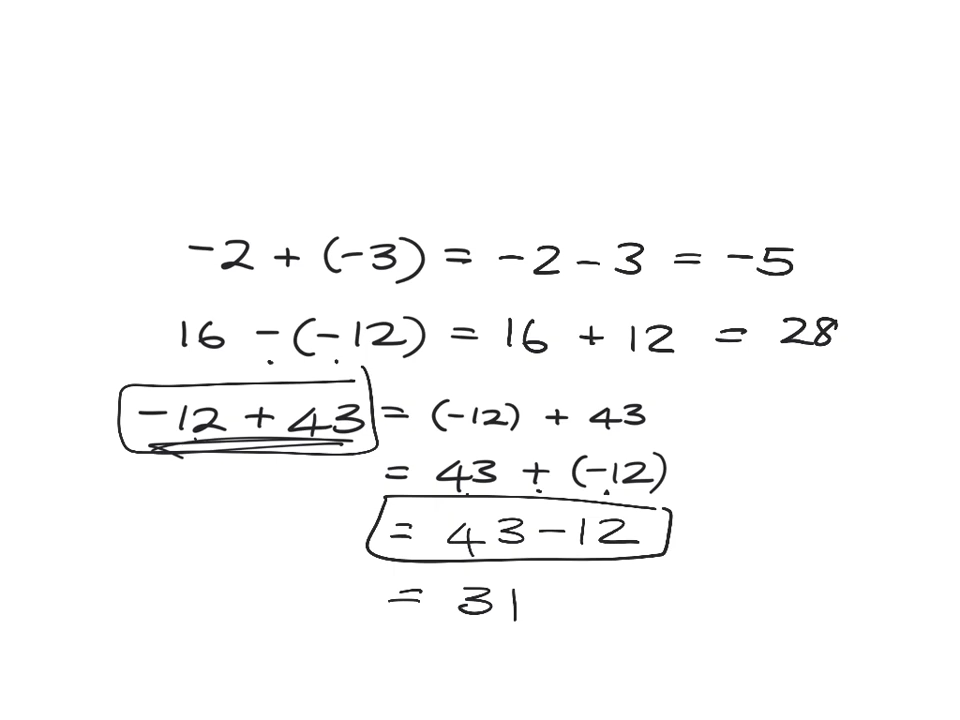 -2 + (-3) = -2 - 3 = -5
16 - (-12) = 16 + 12 = 28
-12 + 43 = (-12) + 43
= 43 + (-12)
= 43 - 12
= 31